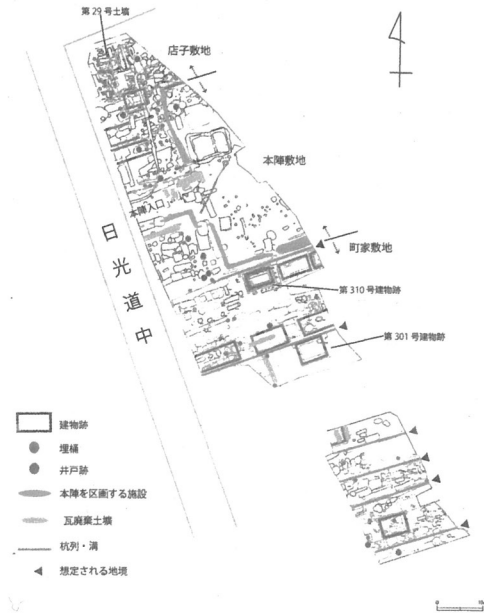 第29号土壙
店子敷地
本陣敷地
本陣入口
町家敷地
日光道中
第310号建物跡
第301号建物跡
建物跡
埋桶
井戸跡
本陣を区画する施設
瓦廃棄土壙
杭列・溝
想定される地境
0